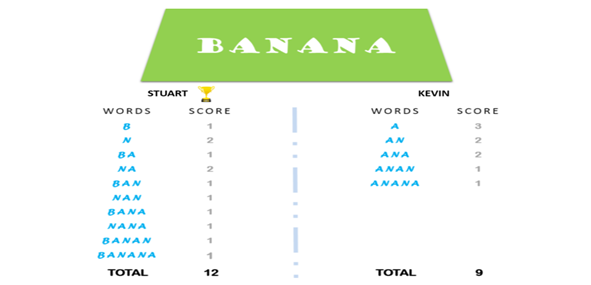 BANANA
STUART
WORDS SCORE
B 1
N 2
BA 1
NA 2
BAN 1
NAN 1
BANA 1
NANA 1
BANAN 1
BANANA 1
TOTAL 12
KEVIN
WORDS SCORE
A 3
AN 2
ANA 2
ANAN 1
ANANA 1
TOTAL 9